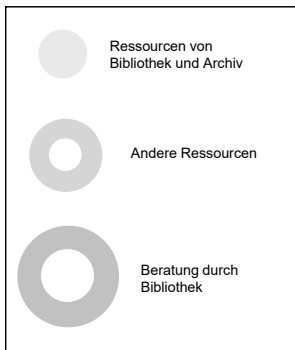 Ressourcen von
Bibliothek und Archiv
Andere Ressourcen
Beratung durch
Bibliothek